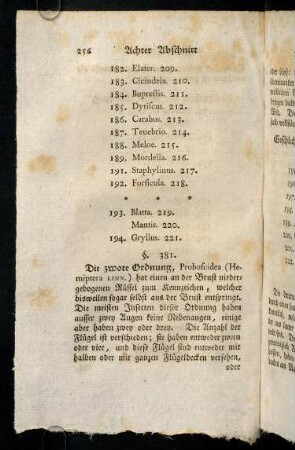 256 Achter Abschnitt
182. Elater. 209.
183. Cicindela. 210.
184. Buprestis. 211.
185. Dytiscus. 212.
186. Carabus. 213.
187. Tenebrio. 214.
188. Meloe. 215.
189. Mordella. 216.
191. Staphylinus. 217.
192. Forficula. 218.
* * *
193. Blatta. 219.
Mantis. 220.
194. Gryllus. 221.
§. 381.
Die zwote Ordnung, Proboscidea (He-
miptera LINN.) hat einen an der Brust nieder-
gebogenen Rüssel zum Kennzeichen, welcher
bisweilen sogar selbst aus der Brust entspringt.
Die meisten Insecten dieser Ordnung haben
ausser zwey Augen keine Nebenaugen, einige
aber haben zwey oder drey. Die Anzahl der
Flügel ist verschieden; sie haben entweder zween
oder vier, und diese Flügel sind entweder mit
halben oder mit ganzen Flügeldecken versehen,
oder